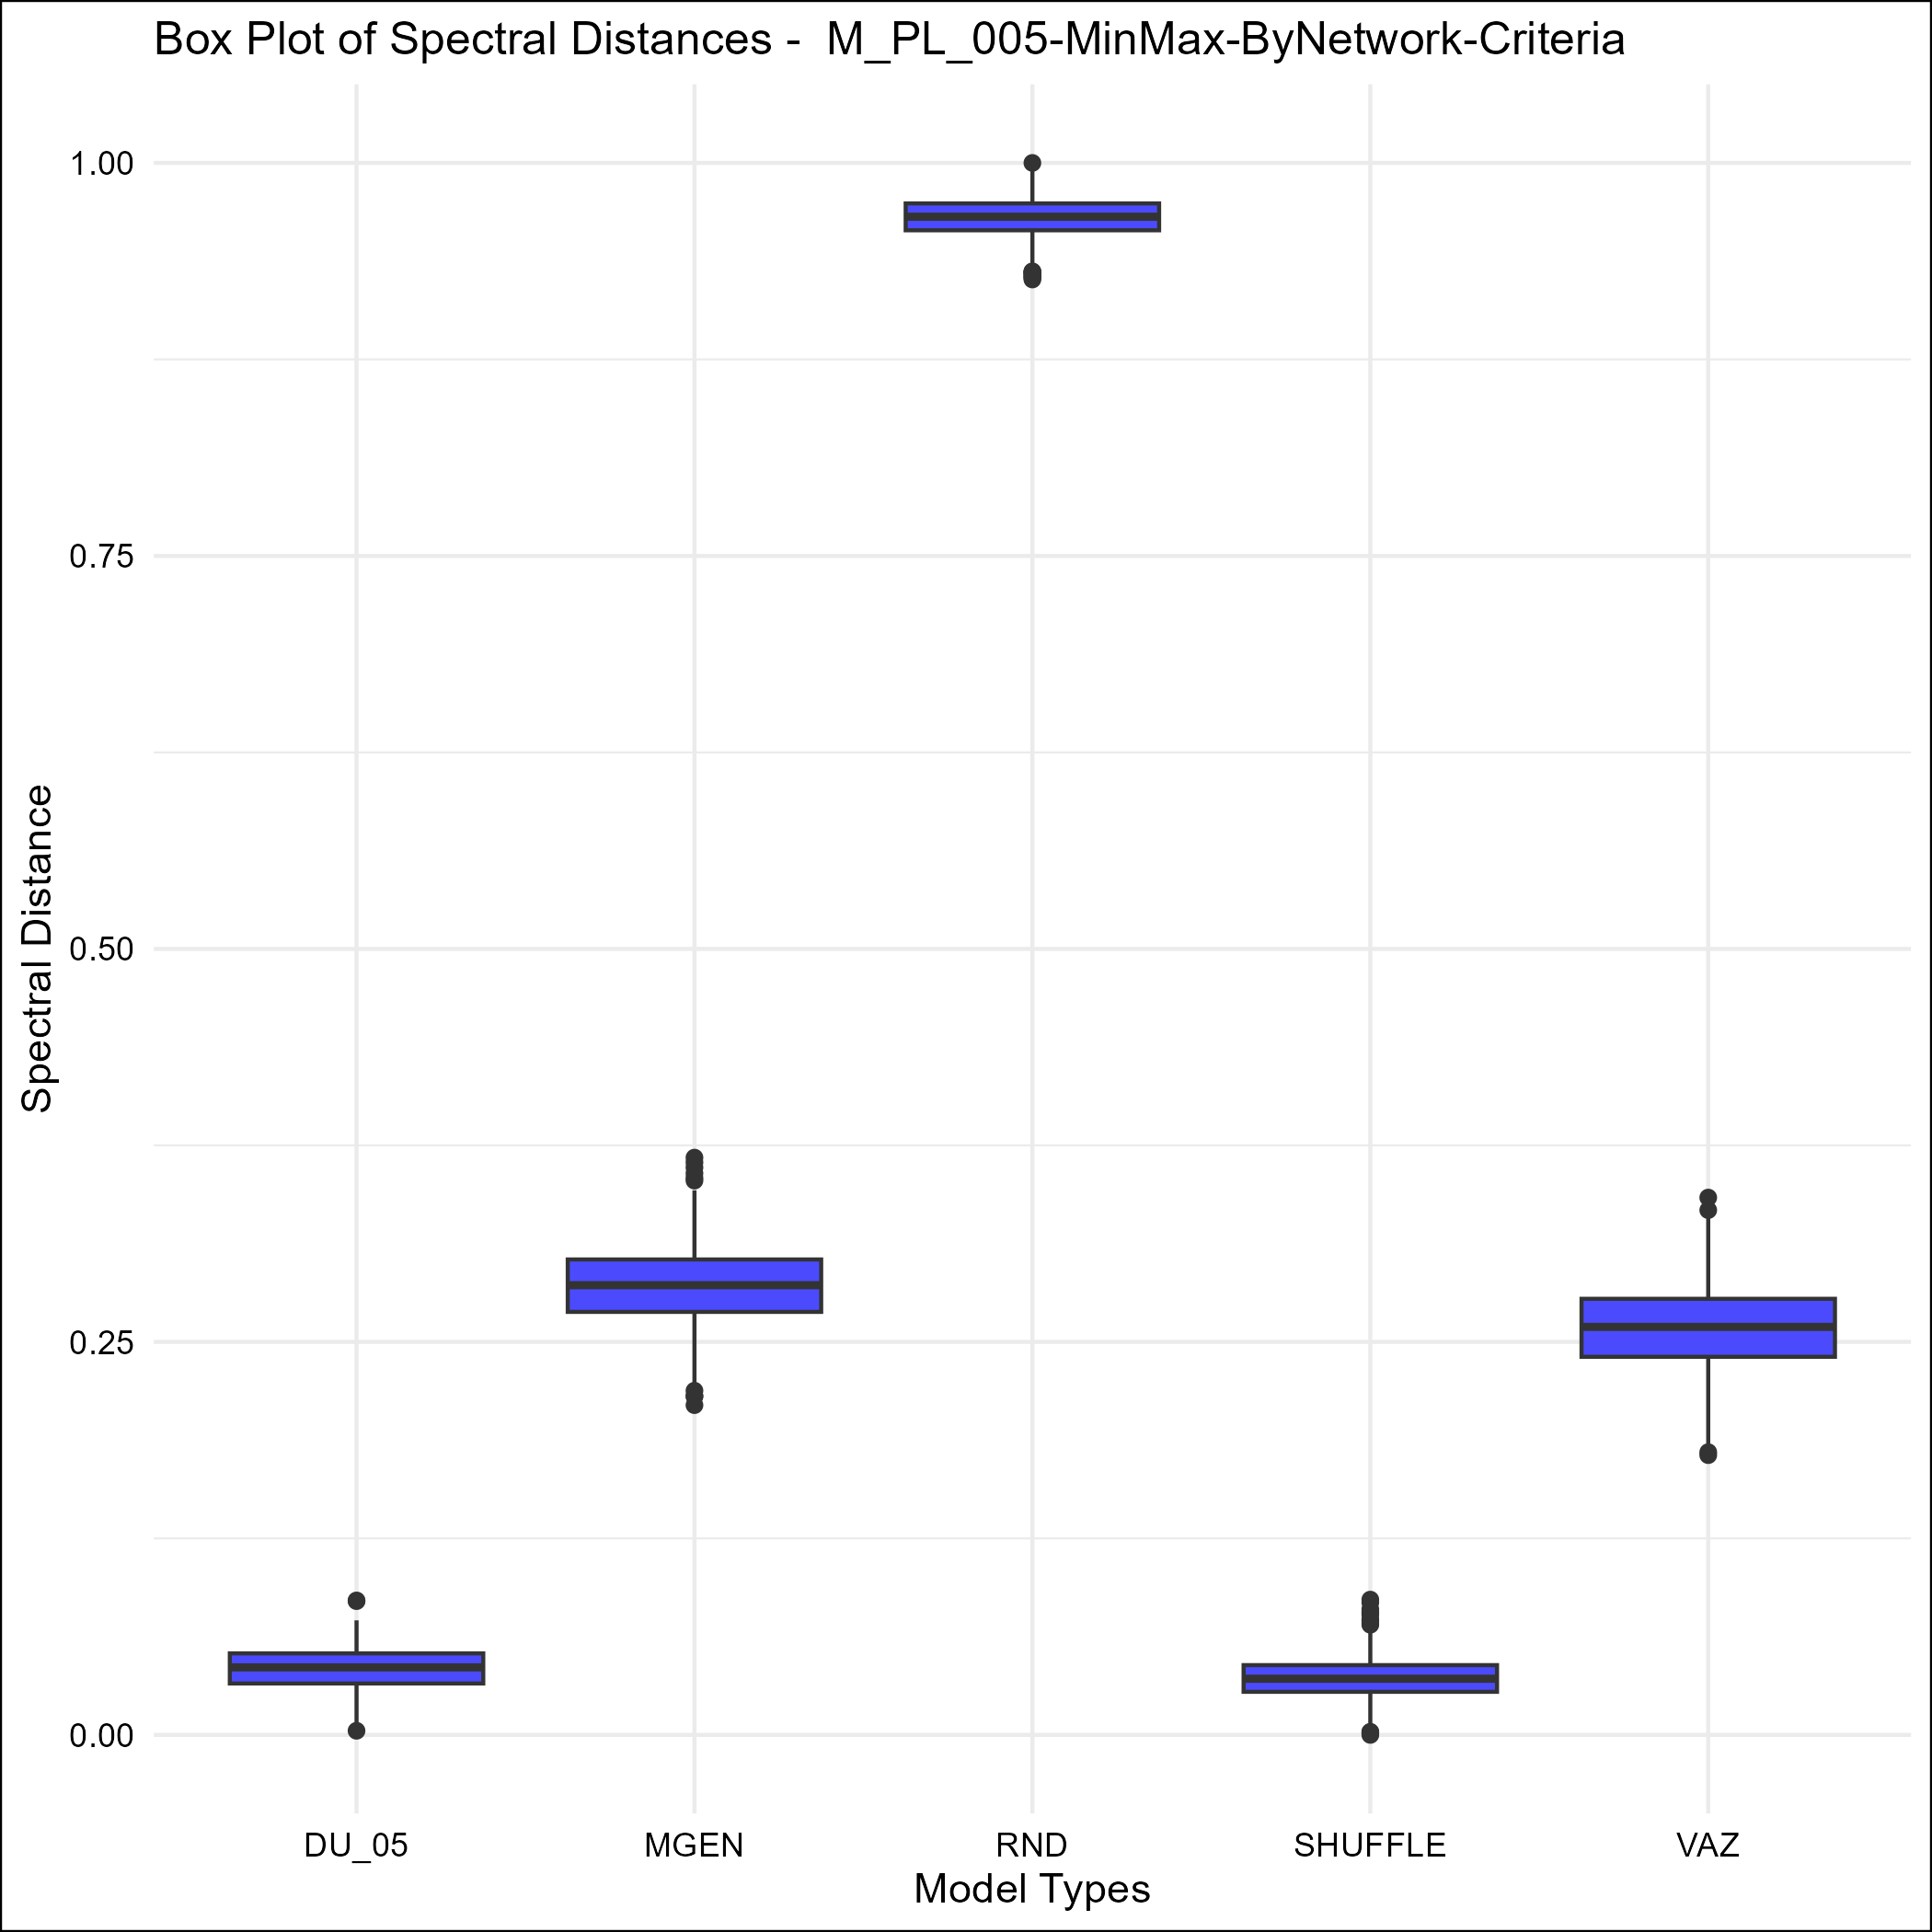 Box Plot of Spectral Distances -  M_PL_005-MinMax-ByNetwork-Criteria
Spectral Distance
1.00
0.75
0.50
0.25
0.00
DU_05 MGEN RND SHUFFLE VAZ
Model Types